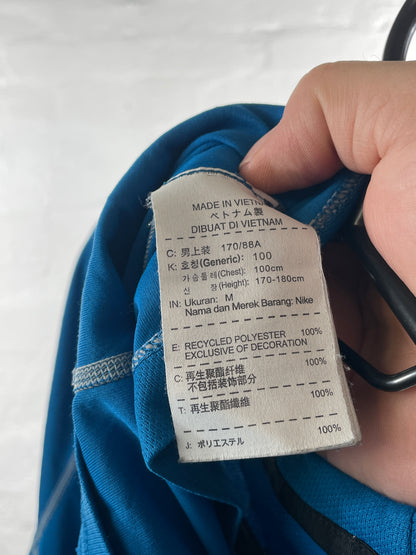 MADE IN VIETNAM
ベトナム製
DIBUAT DI VIETNAM
C: 男上装 170/88A
K: 호칭(Generic): 100
가슴둘레(Chest): 100cm
신 장(Height): 170-180cm
IN: Ukuran: M
Nama dan Merek Barang: Nike
E: RECYCLED POLYESTER 100%
EXCLUSIVE OF DECORATION
C: 再生聚酯纤维 100%
不包括装饰部分
T: 再生聚酯纖維 100%
J: ポリエステル 100%